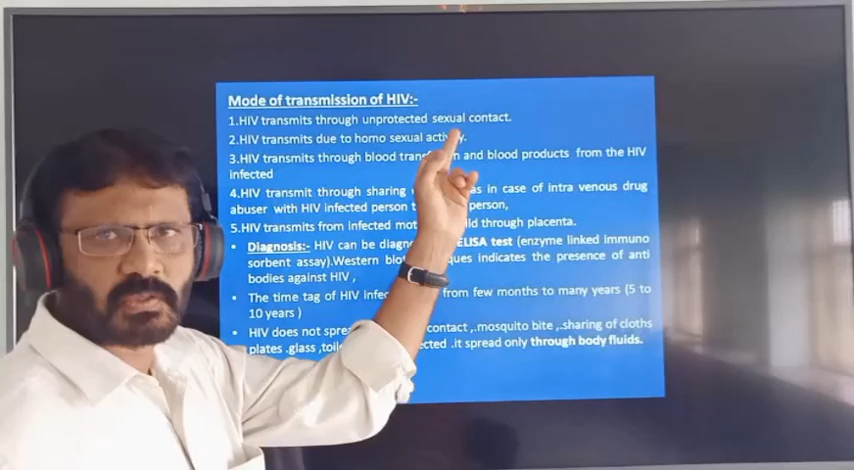 Mode of transmission of HIV:-
1.HIV transmits through unprotected sexual contact.
2.HIV transmits due to homo sexual
3.HIV transmits through blood and blood products from the HIV
infected
4.HIV transmit through sharing as in case of intra venous drug
abuser with HIV infected person person,
5.HIV transmits from infected through placenta.
• Diagnosis:- HIV can be ELISA test (enzyme linked immuno
sorbent assay).Western indicates the presence of anti
bodies against HIV ,
• The time tag of HIV from few months to many years (5 to
10 years )
• HIV does not contact ,.mosquito bite ,.sharing of cloths
plates .glass .it spread only through body fluids.